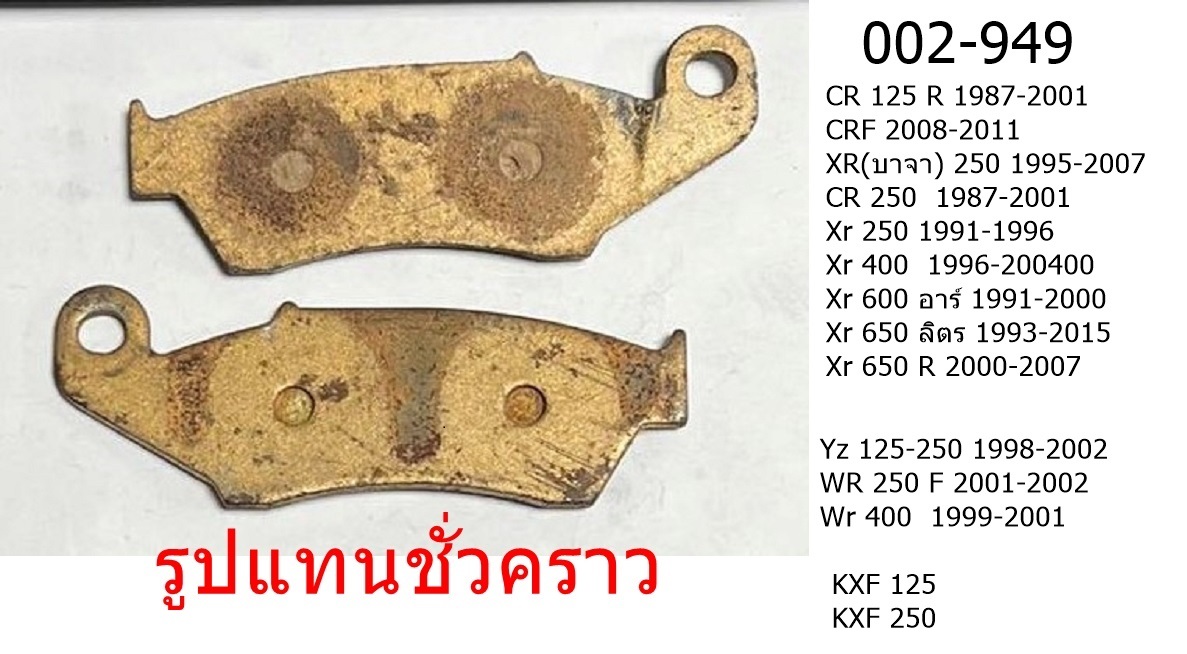 002-949
CR 125 R 1987-2001
CRF 2008-2011
XR(บาจา) 250 1995-2007
CR 250  1987-2001
Xr 250 1991-1996
Xr 400  1996-200400
Xr 600 อาร์ 1991-2000
Xr 650 ลิตร 1993-2015
Xr 650 R 2000-2007
Yz 125-250 1998-2002
WR 250 F 2001-2002
Wr 400  1999-2001
KXF 125
KXF 250
รูปแทนชั่วคราว